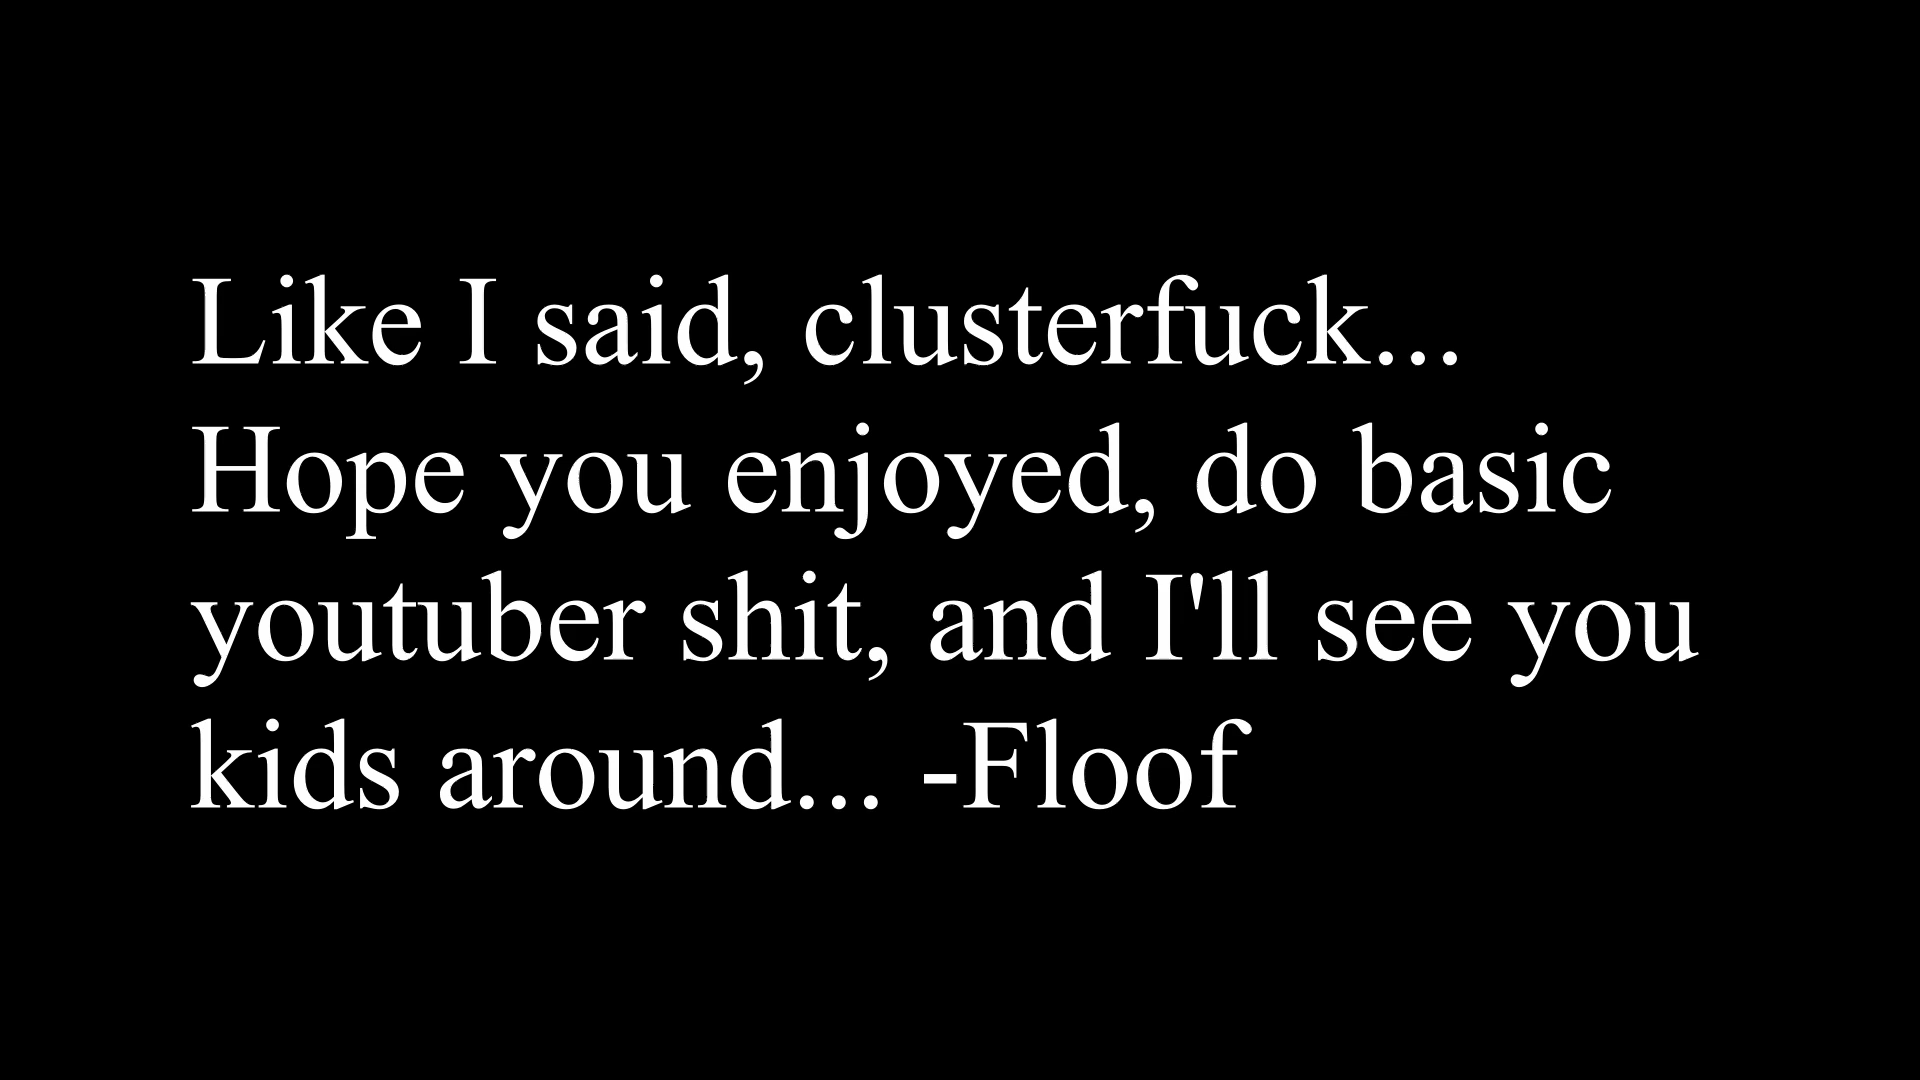 Like I said, clusterfuck...
Hope you enjoyed, do basic
youtuber shit, and I'll see you
kids around... -Floof